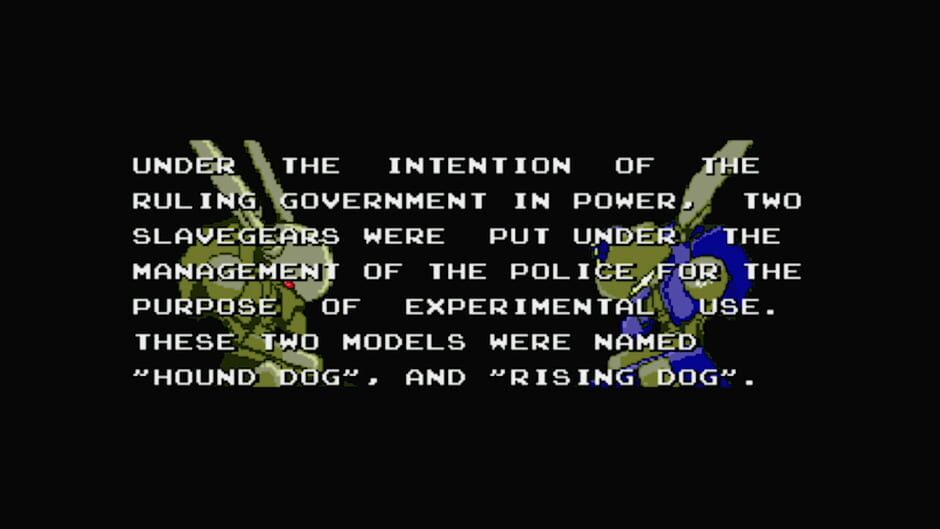 UNDER THE INTENTION OF THE
RULING GOVERNMENT IN POWER, TWO
SLAVEGEARS WERE PUT UNDER THE
MANAGEMENT OF THE POLICE FOR THE
PURPOSE OF EXPERIMENTAL USE.
THESE TWO MODELS WERE NAMED
"HOUND DOG", AND "RISING DOG".